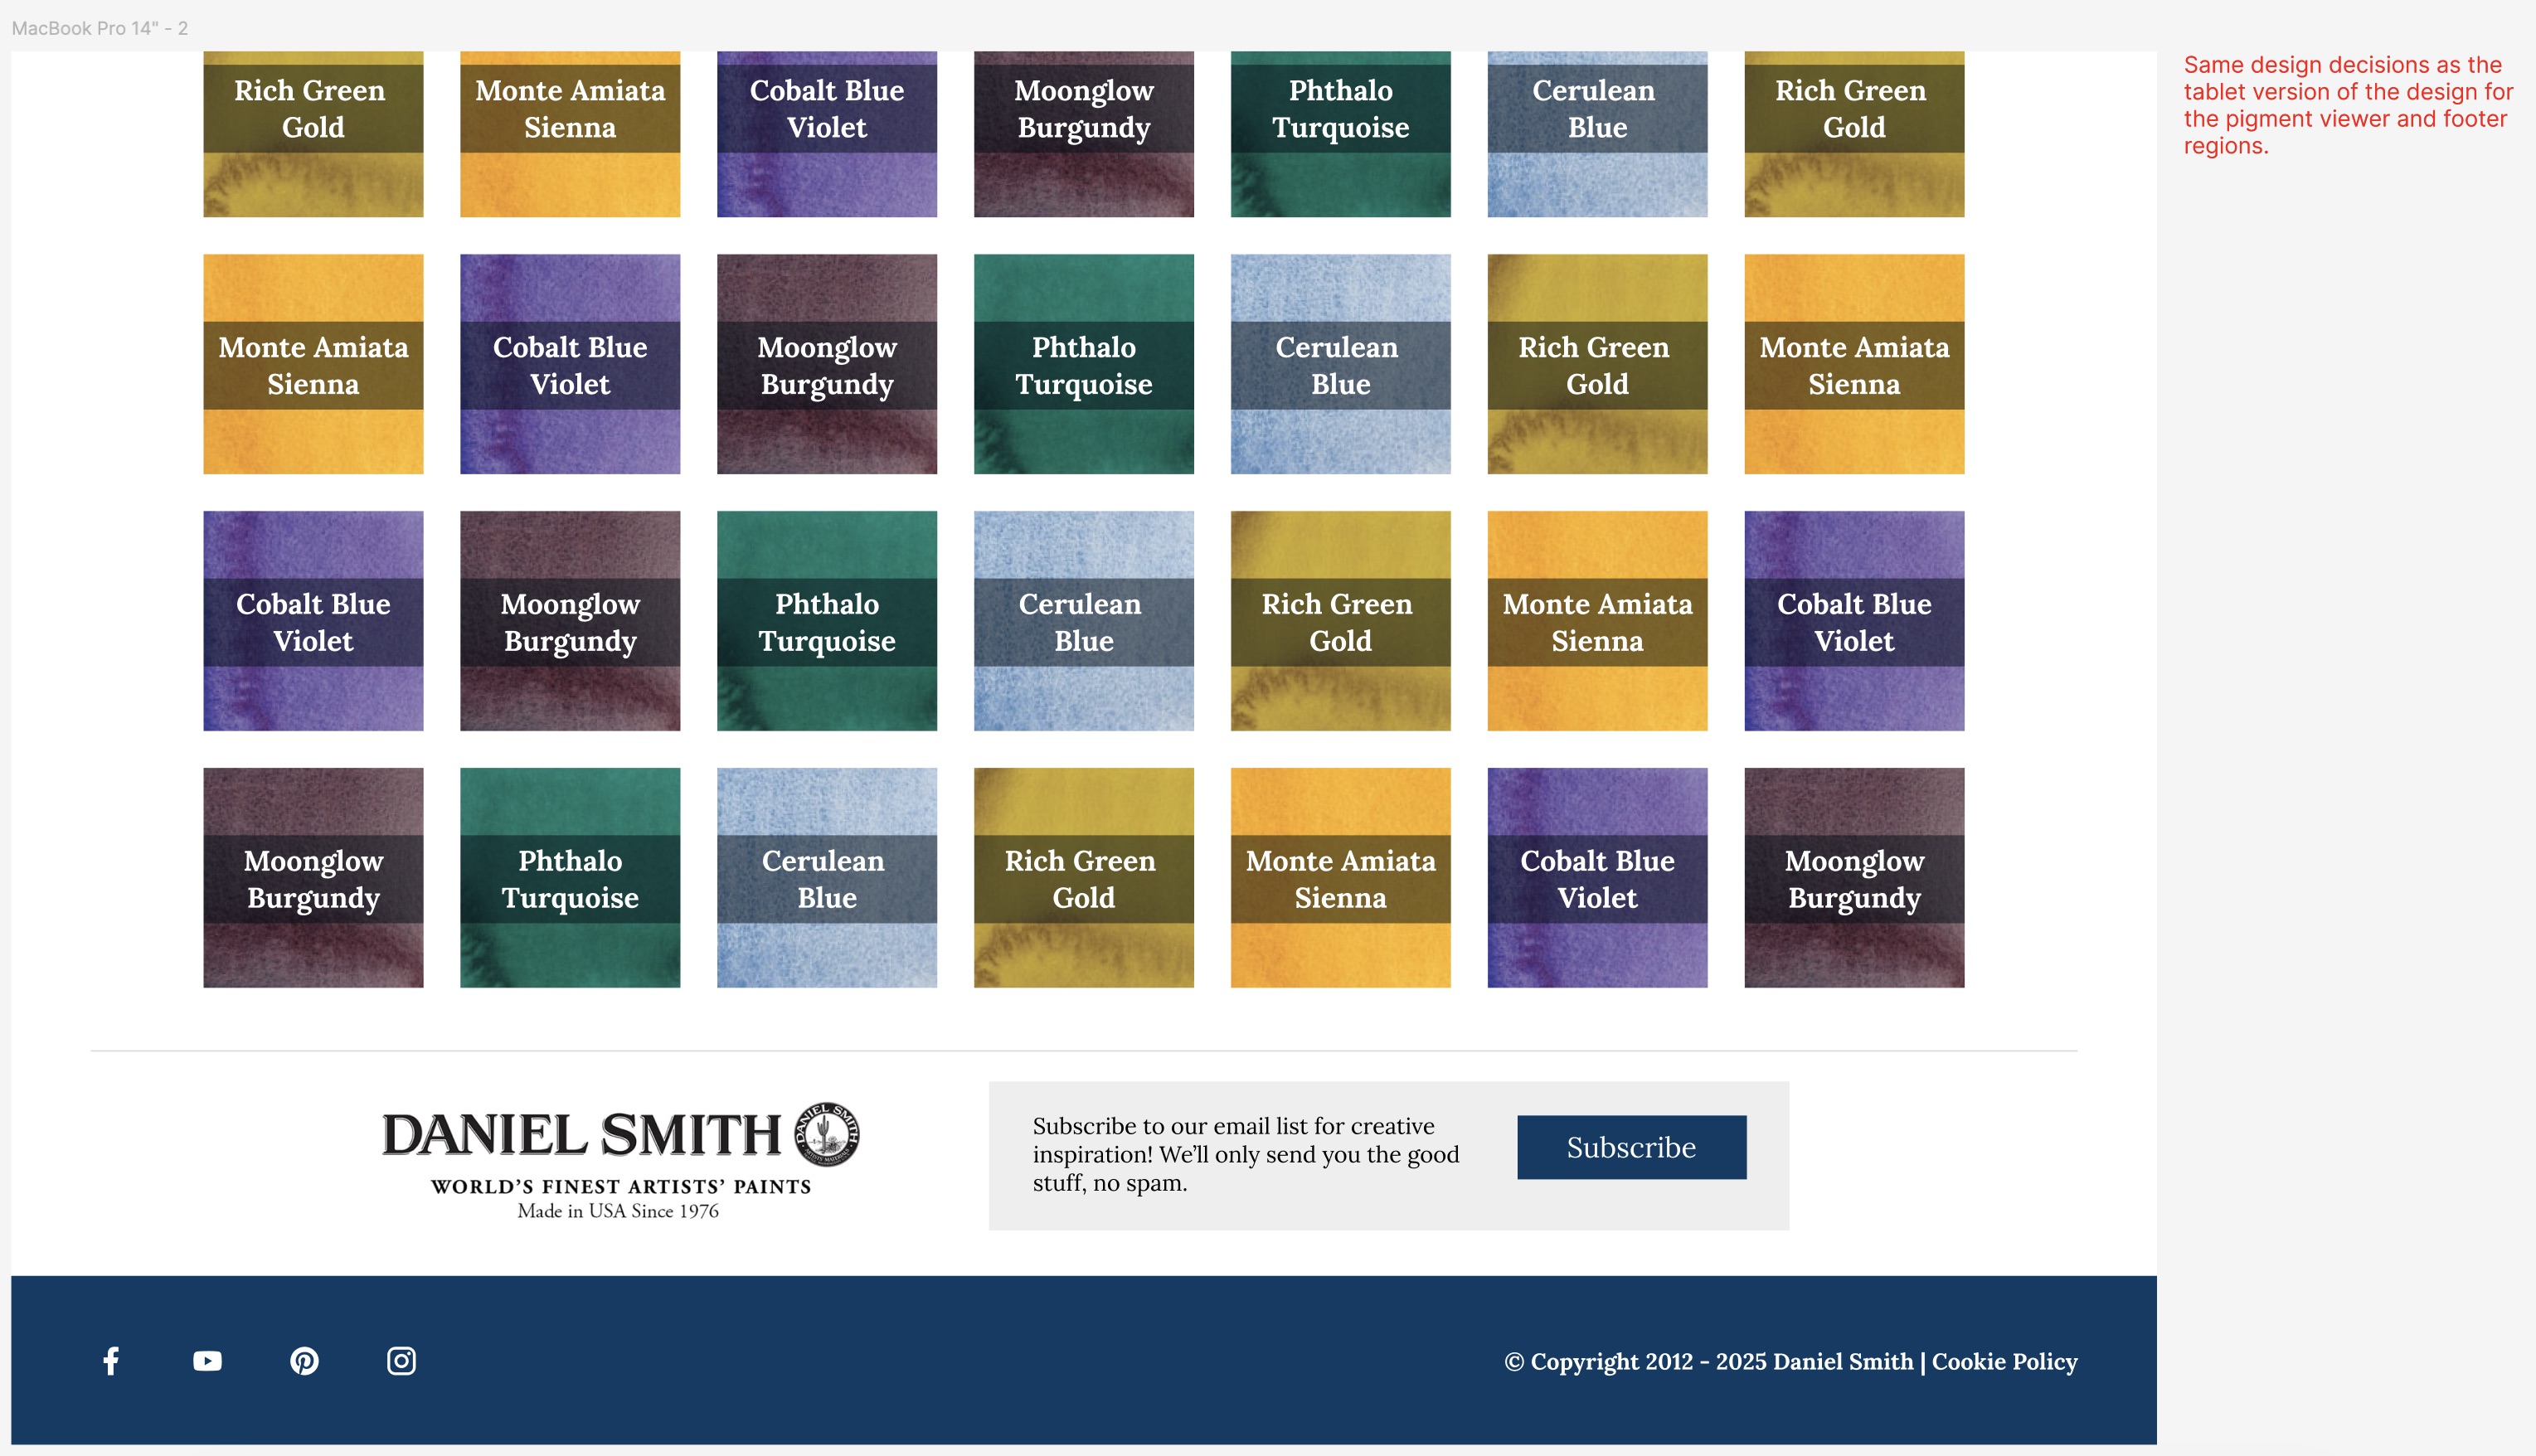 MacBook Pro 14" - 2
Same design decisions as the
tablet version of the design for
the pigment viewer and footer
regions.
Rich Green
Gold
Monte Amiata
Sienna
Cobalt Blue
Violet
Moonglow
Burgundy
Phthalo
Turquoise
Cerulean
Blue
Rich Green
Gold
Monte Amiata
Sienna
Cobalt Blue
Violet
Moonglow
Burgundy
Phthalo
Turquoise
Cerulean
Blue
Rich Green
Gold
Monte Amiata
Sienna
Cobalt Blue
Violet
Moonglow
Burgundy
Phthalo
Turquoise
Cerulean
Blue
Rich Green
Gold
Monte Amiata
Sienna
Cobalt Blue
Violet
Moonglow
Burgundy
Phthalo
Turquoise
Cerulean
Blue
Rich Green
Gold
Monte Amiata
Sienna
Cobalt Blue
Violet
Moonglow
Burgundy
DANIEL SMITH
DANIEL SMITH
ARTISTS' MATERIALS
WORLD'S FINEST ARTISTS' PAINTS
Made in USA Since 1976
Subscribe to our email list for creative
inspiration! We'll only send you the good
stuff, no spam.
Subscribe
© Copyright 2012 - 2025 Daniel Smith | Cookie Policy